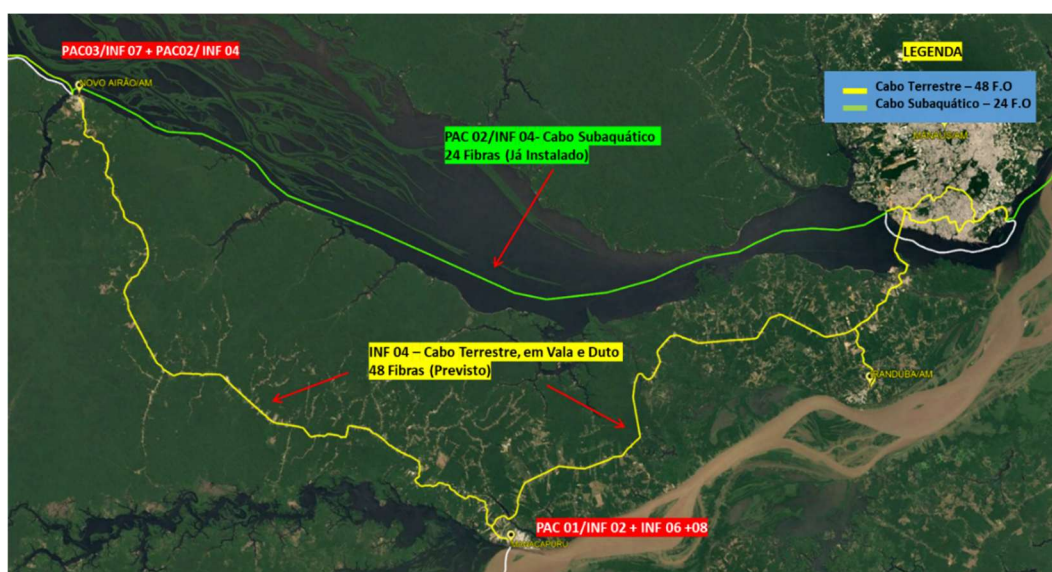 PAC03/INF 07 + PAC02/ INF 04
NOVO AIRÃO/AM
LEGENDA
Cabo Terrestre – 48 F.O
Cabo Subaquático – 24 F.O
PAC 02/INF 04- Cabo Subaquático
24 Fibras (Já Instalado)
INF 04 – Cabo Terrestre, em Vala e Duto
48 Fibras (Previsto)
RANDUBA/AM
PAC 01/INF 02 + INF 06 +08